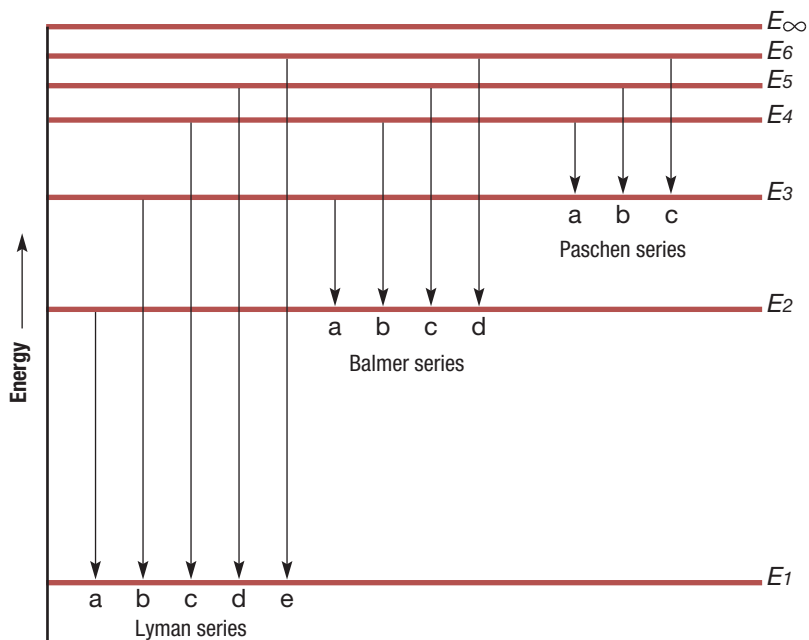 E∞
E6
E5
E4
E3
a b c
Paschen series
E2
a b c d
Balmer series
Energy
E1
a b c d e
Lyman series